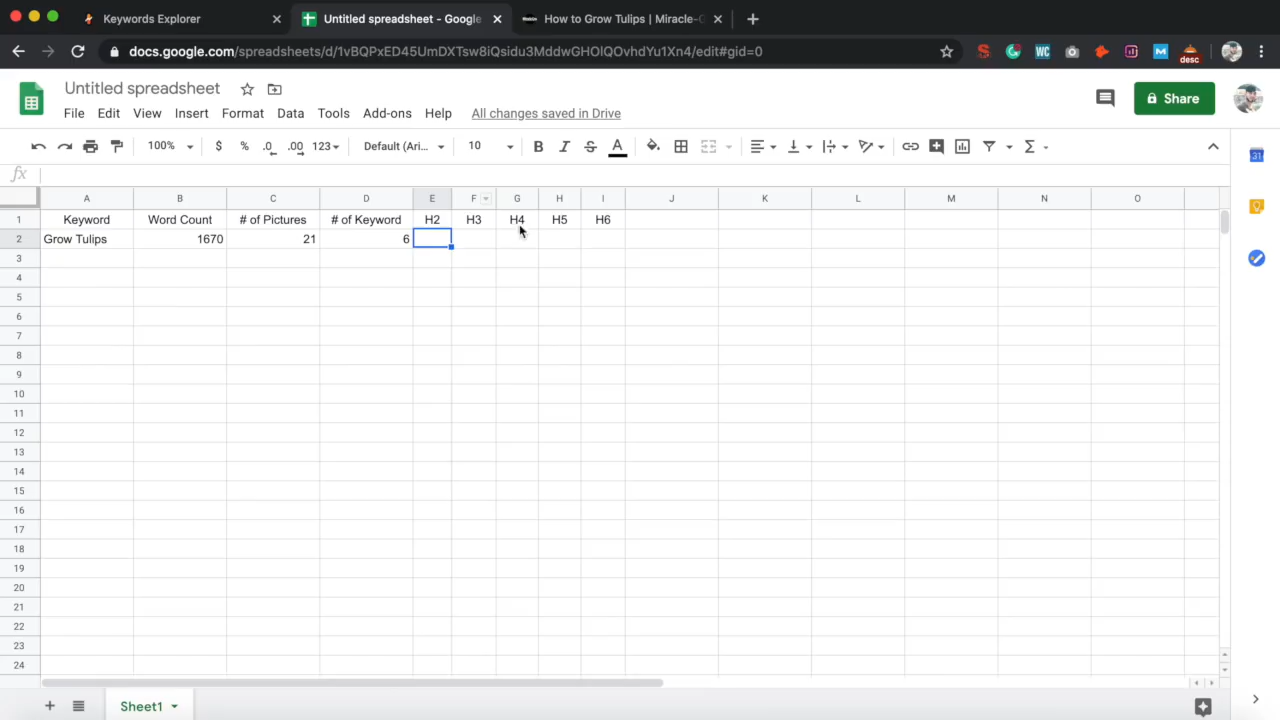 Keywords Explorer
Untitled spreadsheet - Google
How to Grow Tulips | Miracle-G
docs.google.com/spreadsheets/d/1vBQPxED45UmDXTsw8iQsidu3MddwGHOlQOvhdYu1Xn4/edit#gid=0
WC
desc
Untitled spreadsheet
File Edit View Insert Format Data Tools Add-ons Help All changes saved in Drive
Share
100% $ % .0 .00 123 Default (Ari... 10 B I S A Σ
31
fx
A B C D E F G H I J K L M N O
1 Keyword Word Count # of Pictures # of Keyword H2 H3 H4 H5 H6
2 Grow Tulips 1670 21 6
3
4
5
6
7
8
9
10
11
12
13
14
15
16
17
18
19
20
21
22
23
24
Sheet1